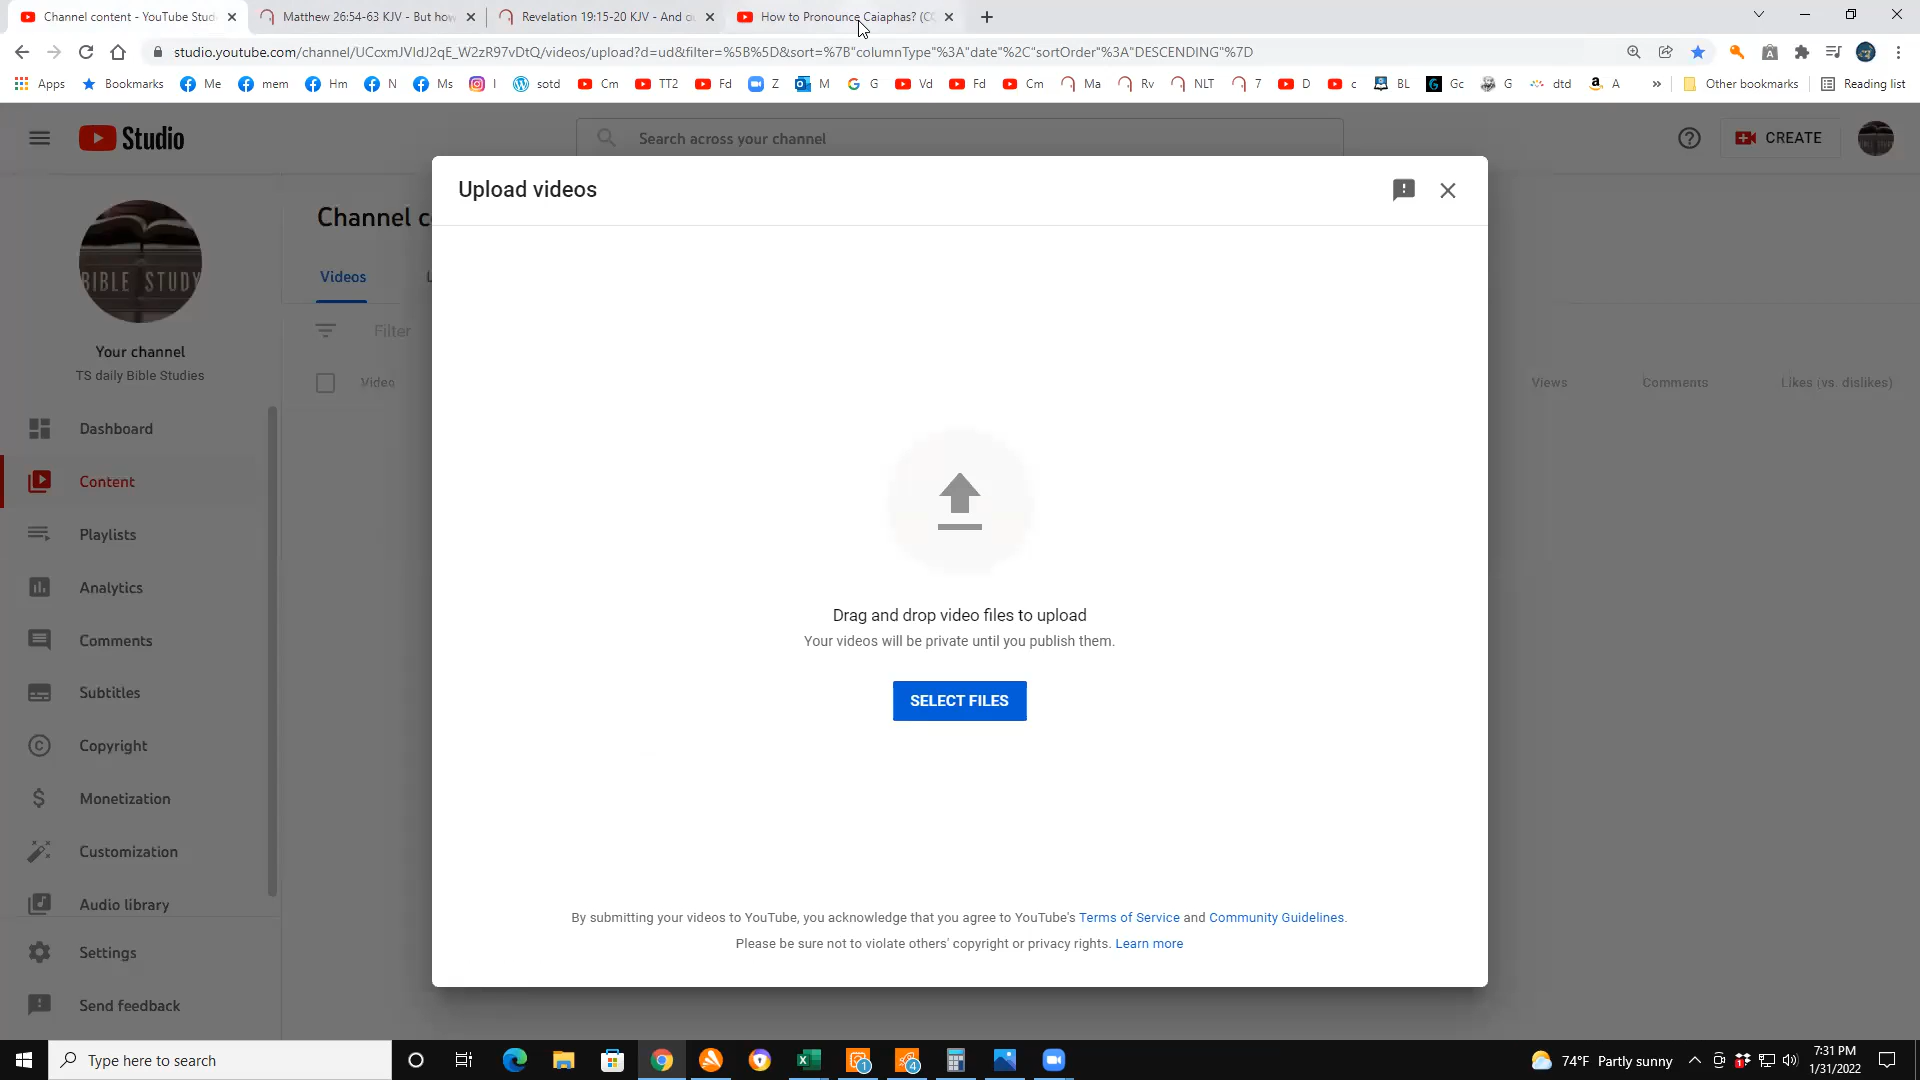 Channel content - YouTube Stud
Matthew 26:54-63 KJV - But how
Revelation 19:15-20 KJV - And ou
How to Pronounce Caiaphas? (CO
studio.youtube.com/channel/UCcxmJVIdJ2qE_W2zR97vDtQ/videos/upload?d=ud&filter=%5B%5D&sort=%7B"columnType"%3A"date"%2C"sortOrder"%3A"DESCENDING"%7D
Apps Bookmarks Me mem Hm N Ms I sotd Cm TT2 Fd Z M G Vd Fd Cm Ma Rv NLT 7 D c BL Gc G dtd A » Other bookmarks Reading list
Studio
Search across your channel
CREATE
Upload videos
BIBLE STUDY
Channel c
Your channel
TS daily Bible Studies
Videos
L
Filter
Video
Views
Comments
Likes (vs. dislikes)
Dashboard
Content
Playlists
Analytics
Comments
Subtitles
Copyright
Monetization
Customization
Audio library
Settings
Send feedback
Drag and drop video files to upload
Your videos will be private until you publish them.
SELECT FILES
By submitting your videos to YouTube, you acknowledge that you agree to YouTube's Terms of Service and Community Guidelines.
Please be sure not to violate others' copyright or privacy rights. Learn more
Type here to search
1
4
74°F Partly sunny
7:31 PM
1/31/2022